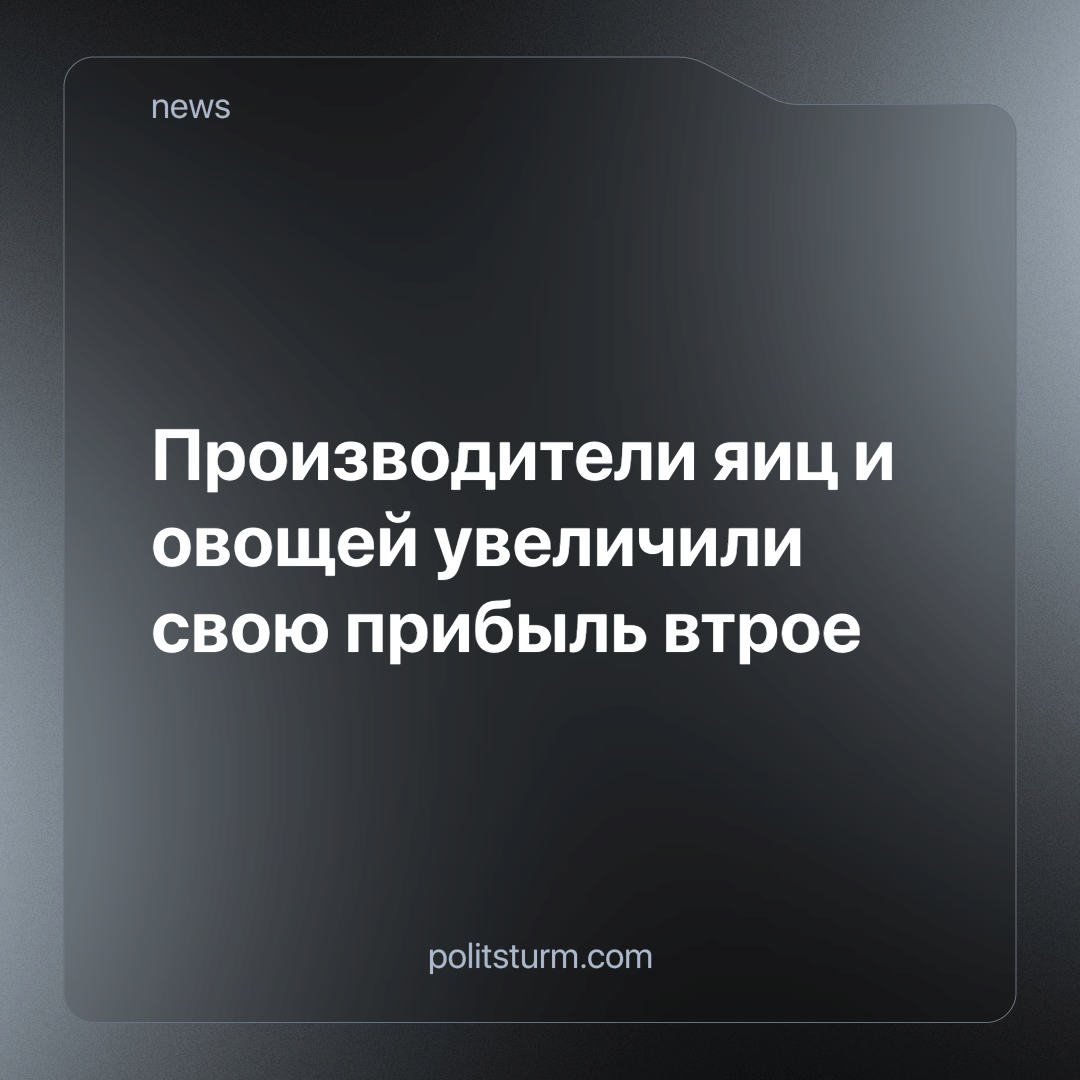 news
Производители яиц и
овощей увеличили
свою прибыль втрое
politsturm.com